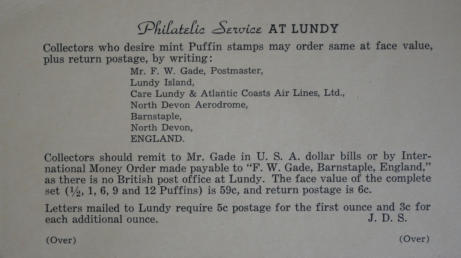 Philatelic Service AT LUNDY
Collectors who desire mint Puffin stamps may order same at face value,
plus return postage, by writing:
Mr. F. W. Gade, Postmaster,
Lundy Island,
Care Lundy & Atlantic Coasts Air Lines, Ltd.,
North Devon Aerodrome,
Barnstaple,
North Devon,
ENGLAND.
Collectors should remit to Mr. Gade in U. S. A. dollar bills or by Inter-
national Money Order made payable to "F. W. Gade, Barnstaple, England,"
as there is no British post office at Lundy. The face value of the complete
set (½, 1, 6, 9 and 12 Puffins) is 59c, and return postage is 6c.
Letters mailed to Lundy require 5c postage for the first ounce and 3c for
each additional ounce. J. D. S.
(Over) (Over)